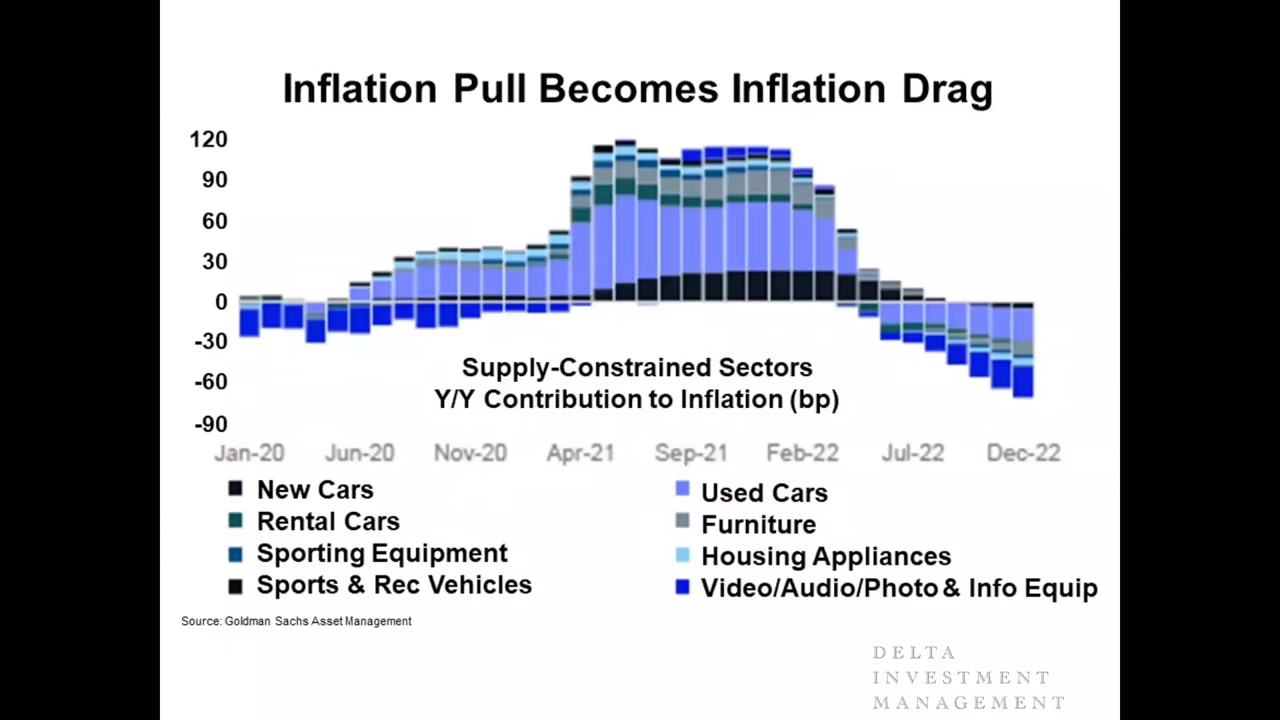 Inflation Pull Becomes Inflation Drag
120
90
60
30
0
-30
-60
-90
Supply-Constrained Sectors
Y/Y Contribution to Inflation (bp)
Jan-20 Jun-20 Nov-20 Apr-21 Sep-21 Feb-22 Jul-22 Dec-22
New Cars
Rental Cars
Sporting Equipment
Sports & Rec Vehicles
Used Cars
Furniture
Housing Appliances
Video/Audio/Photo & Info Equip
Source: Goldman Sachs Asset Management
DELTA
INVESTMENT
MANAGEMENT